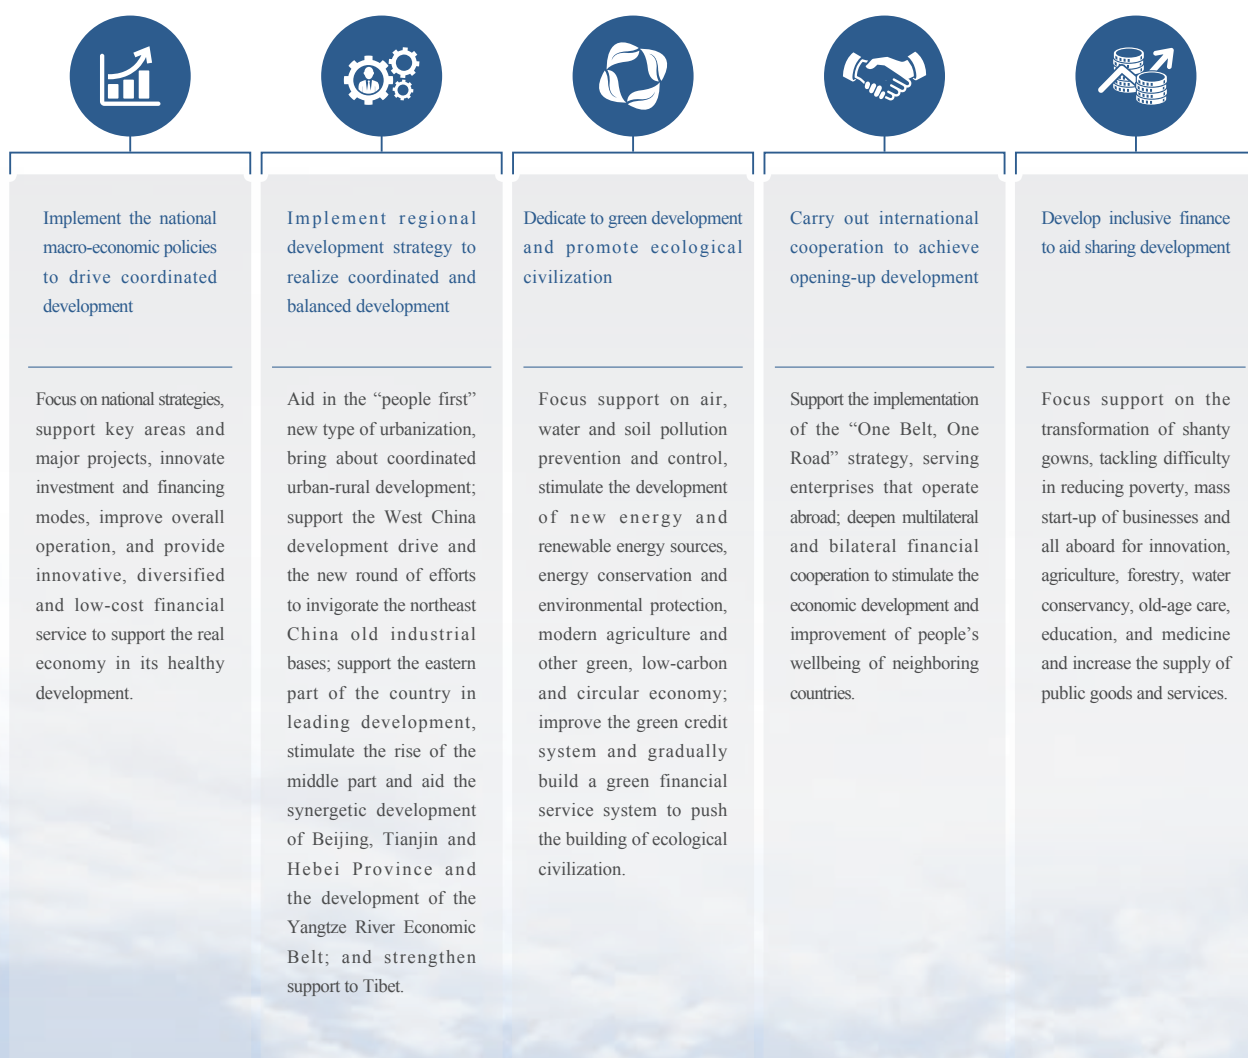 Implement the national
macro-economic policies
to drive coordinated
development
Focus on national strategies,
support key areas and
major projects, innovate
investment and financing
modes, improve overall
operation, and provide
innovative, diversified
and low-cost financial
service to support the real
economy in its healthy
development.
Implement regional
development strategy to
realize coordinated and
balanced development
Aid in the “people first”
new type of urbanization,
bring about coordinated
urban-rural development;
support the West China
development drive and
the new round of efforts
to invigorate the northeast
China old industrial
bases; support the eastern
part of the country in
leading development,
stimulate the rise of the
middle part and aid the
synergetic development
of Beijing, Tianjin and
Hebei Province and
the development of the
Yangtze River Economic
Belt; and strengthen
support to Tibet.
Dedicate to green development
and promote ecological
civilization
Focus support on air,
water and soil pollution
prevention and control,
stimulate the development
of new energy and
renewable energy sources,
energy conservation and
environmental protection,
modern agriculture and
other green, low-carbon
and circular economy;
improve the green credit
system and gradually
build a green financial
service system to push
the building of ecological
civilization.
Carry out international
cooperation to achieve
opening-up development
Support the implementation
of the “One Belt, One
Road” strategy, serving
enterprises that operate
abroad; deepen multilateral
and bilateral financial
cooperation to stimulate the
economic development and
improvement of people’s
wellbeing of neighboring
countries.
Develop inclusive finance
to aid sharing development
Focus support on the
transformation of shanty
gowns, tackling difficulty
in reducing poverty, mass
start-up of businesses and
all aboard for innovation,
agriculture, forestry, water
conservancy, old-age care,
education, and medicine
and increase the supply of
public goods and services.